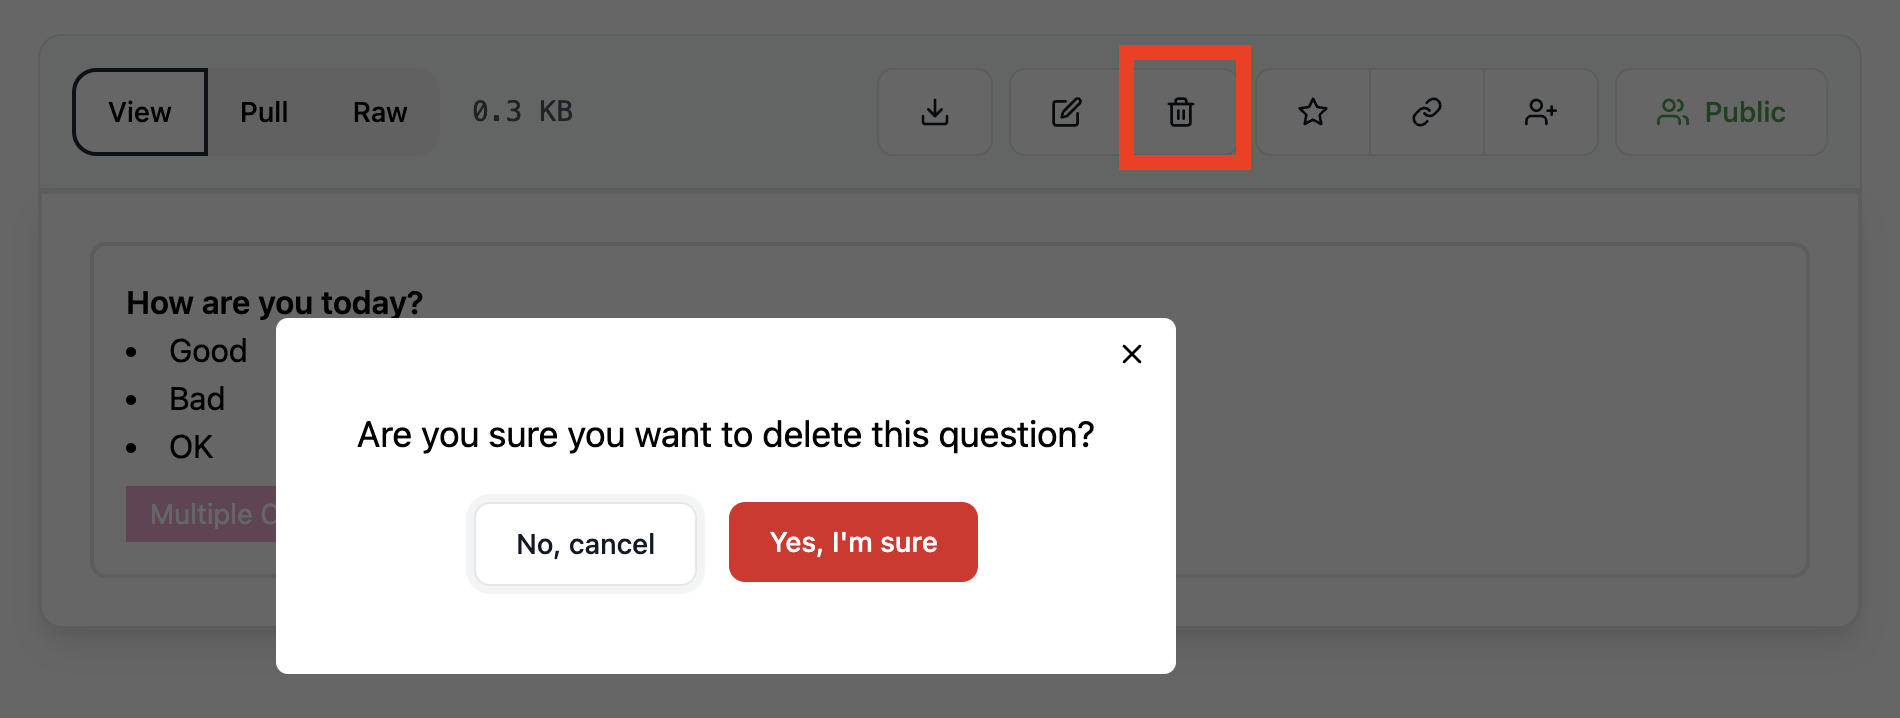 View Pull Raw 0.3 KB Public
How are you today?
Good
Bad
OK
Multiple
Are you sure you want to delete this question?
No, cancel Yes, I'm sure